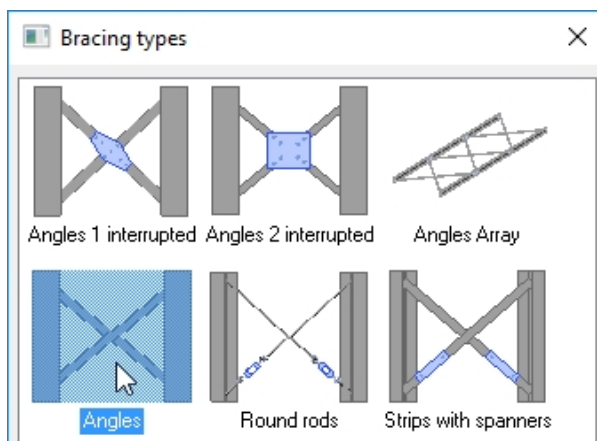 Bracing types
Angles 1 interrupted
Angles 2 interrupted
Angles Array
Angles
Round rods
Strips with spanners